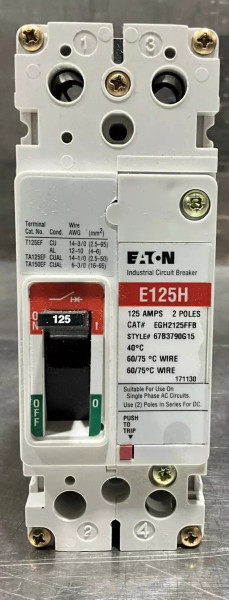 1 3
Terminal Wire
Cat. No. Cond. AWG (mm²)
T125EF CU 14-3/0 (2.5-85)
AL 12-10 (4-6)
TA125EF CUAL 14-1/0 (2.5-50)
TA150EF CUAL 6-3/0 (16-95)
EATON
Industrial Circuit Breaker
E125H
125 AMPS 2 POLES
CAT# EGH2125FFB
STYLE# 67B3790G15
40°C
60/75 °C WIRE
60/75°C WIRE
171130
Suitable For Use On
Single Phase AC Circuits.
Use (2) Poles In Series For DC.
125
OFF
O
PUSH
TO
TRIP
2 4